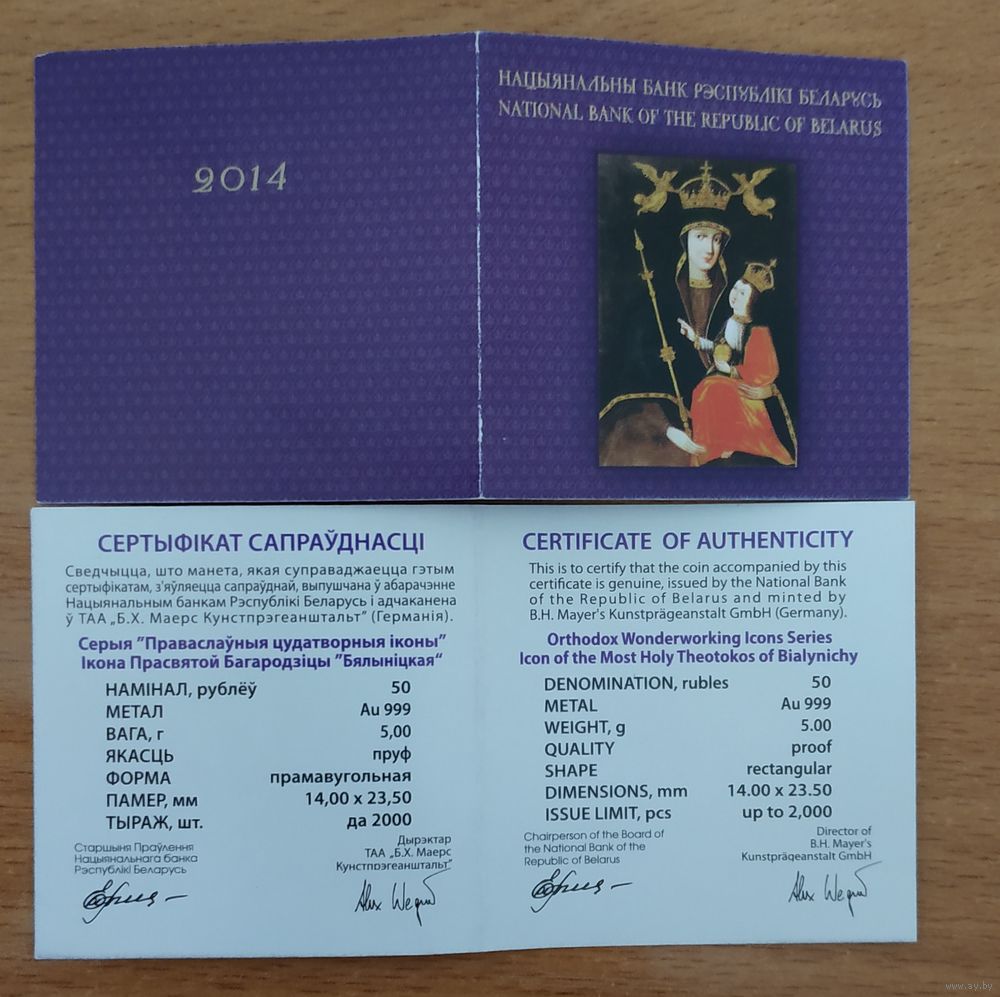 2014
НАЦЫЯНАЛЬНЫ БАНК РЭСПУБЛІКІ БЕЛАРУСЬ
NATIONAL BANK OF THE REPUBLIC OF BELARUS
СЕРТЫФІКАТ САПРАЎДНАСЦІ
Сведчыцца, што манета, якая суправаджаецца гэтым
сертыфікатам, з'яўляецца сапраўднай, выпушчана ў абарачэнне
Нацыянальным банкам Рэспублікі Беларусь і адчаканена
ў ТАА „Б.Х. Маерс Кунстпрэгеанштальт“ (Германія).
Серыя "Праваслаўныя цудатворныя іконы"
Ікона Прасвятой Багародзіцы "Бялыніцкая"
НАМІНАЛ, рублёў 50
МЕТАЛ Au 999
ВАГА, г 5,00
ЯКАСЦЬ пруф
ФОРМА прамавугольная
ПАМЕР, мм 14,00 x 23,50
ТЫРАЖ, шт. да 2000
Старшыня Праўлення
Нацыянальнага банка
Рэспублікі Беларусь
Дырэктар
ТАА „Б.Х. Маерс
Кунстпрэгеанштальт"
CERTIFICATE OF AUTHENTICITY
This is to certify that the coin accompanied by this
certificate is genuine, issued by the National Bank
of the Republic of Belarus and minted by
B.H. Mayer's Kunstprägeanstalt GmbH (Germany).
Orthodox Wonderworking Icons Series
Icon of the Most Holy Theotokos of Bialynichy
DENOMINATION, rubles 50
METAL Au 999
WEIGHT, g 5.00
QUALITY proof
SHAPE rectangular
DIMENSIONS, mm 14.00 x 23.50
ISSUE LIMIT, pcs up to 2,000
Chairperson of the Board of
the National Bank of the
Republic of Belarus
Director of
B.H. Mayer's
Kunstprägeanstalt GmbH
www.ay.by